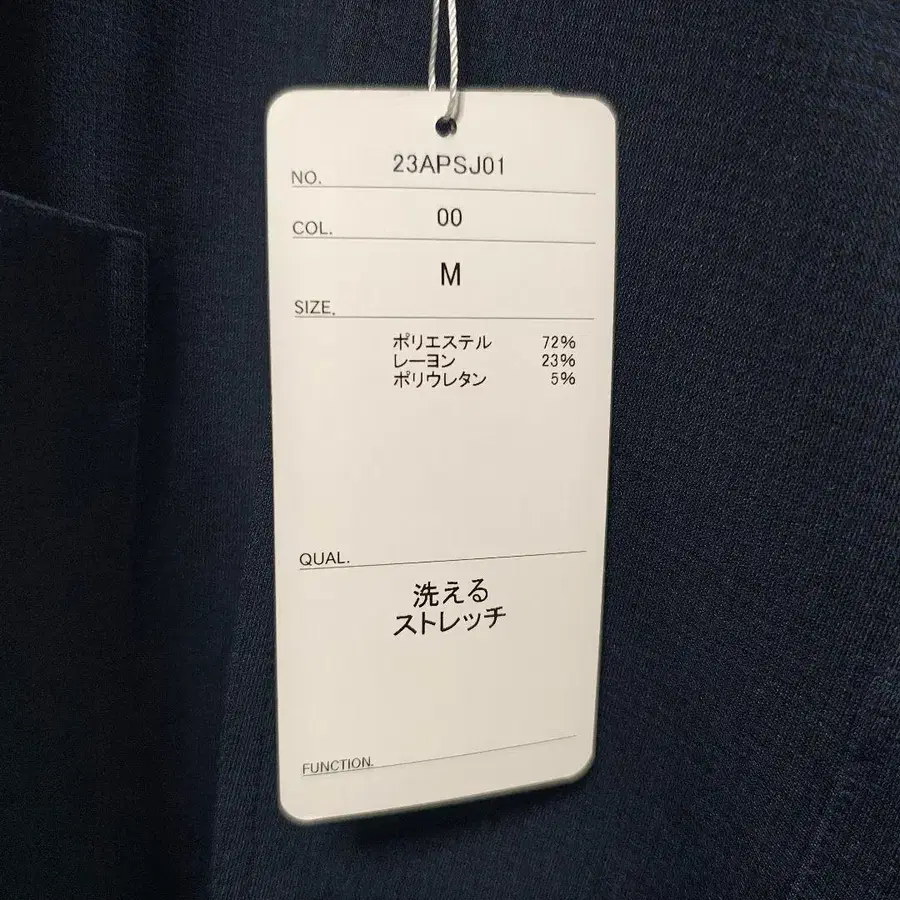 NO. 23APSJ01
COL. 00
SIZE. M
ポリエステル 72%
レーヨン 23%
ポリウレタン 5%
QUAL.
洗える
ストレッチ
FUNCTION.